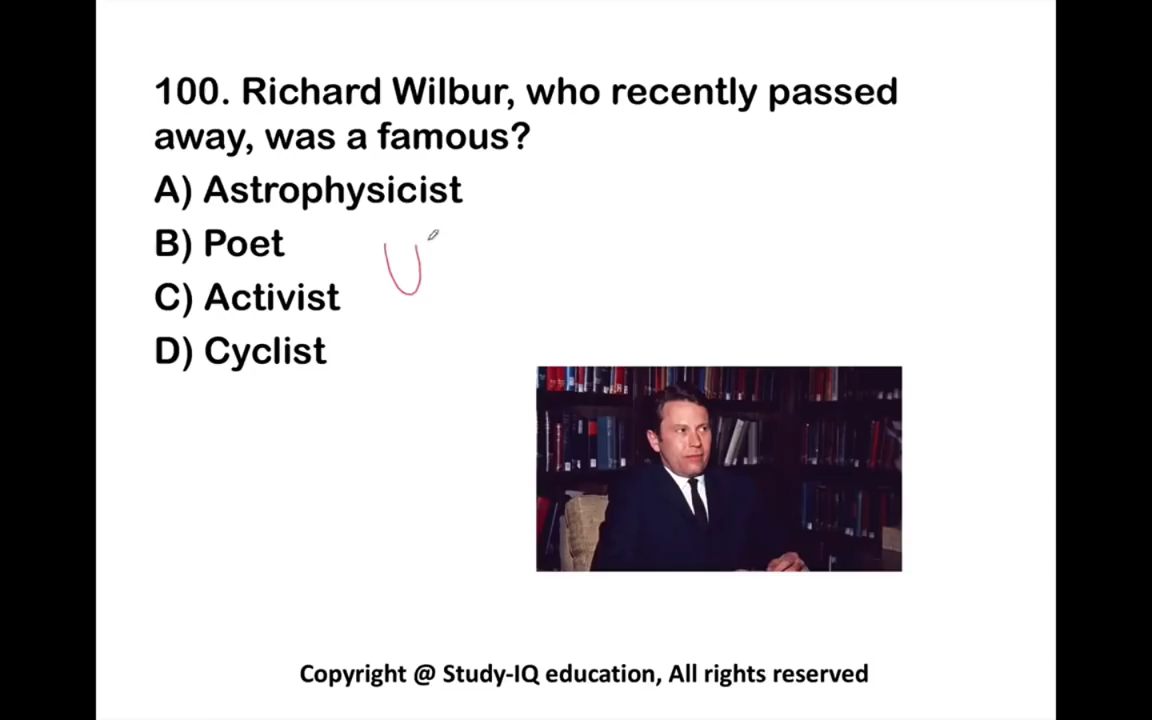 100. Richard Wilbur, who recently passed
away, was a famous?
A) Astrophysicist
B) Poet
C) Activist
D) Cyclist
U
Copyright @ Study-IQ education, All rights reserved